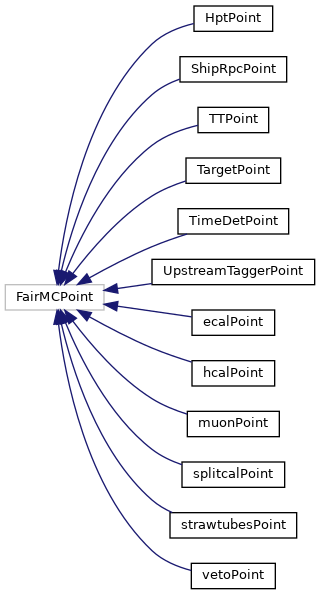 HptPoint
ShipRpcPoint
TTPoint
TargetPoint
TimeDetPoint
UpstreamTaggerPoint
FairMCPoint
ecalPoint
hcalPoint
muonPoint
splitcalPoint
strawtubesPoint
vetoPoint